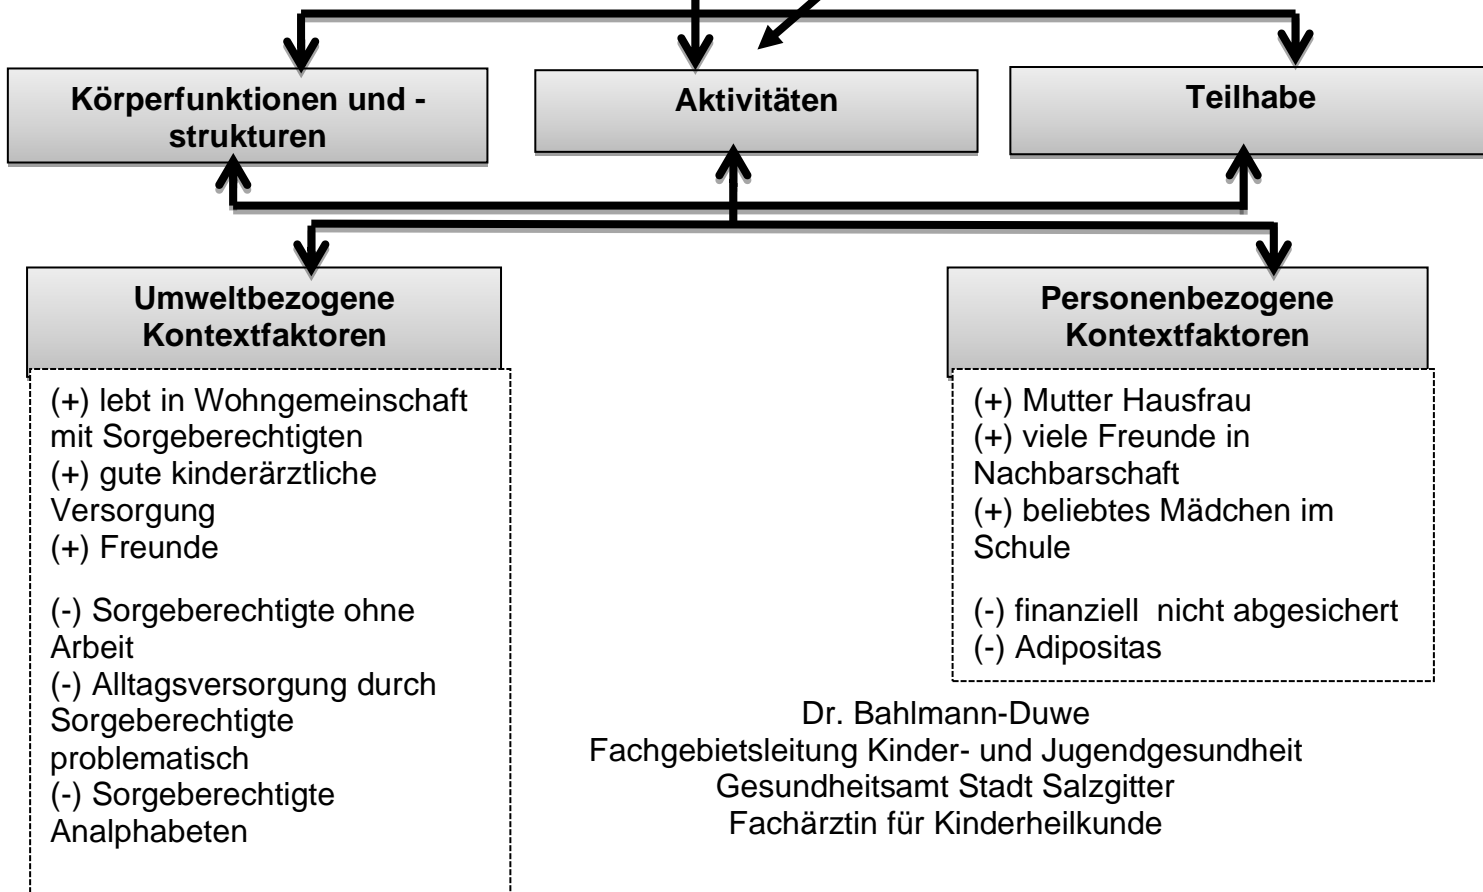 Körperfunktionen und -
strukturen
Aktivitäten
Teilhabe
Umweltbezogene
Kontextfaktoren
(+) lebt in Wohngemeinschaft
mit Sorgeberechtigten
(+) gute kinderärztliche
Versorgung
(+) Freunde
(-) Sorgeberechtigte ohne
Arbeit
(-) Alltagsversorgung durch
Sorgeberechtigte
problematisch
(-) Sorgeberechtigte
Analphabeten
Personenbezogene
Kontextfaktoren
(+) Mutter Hausfrau
(+) viele Freunde in
Nachbarschaft
(+) beliebtes Mädchen im
Schule
(-) finanziell  nicht abgesichert
(-) Adipositas
Dr. Bahlmann-Duwe
Fachgebietsleitung Kinder- und Jugendgesundheit
Gesundheitsamt Stadt Salzgitter
Fachärztin für Kinderheilkunde